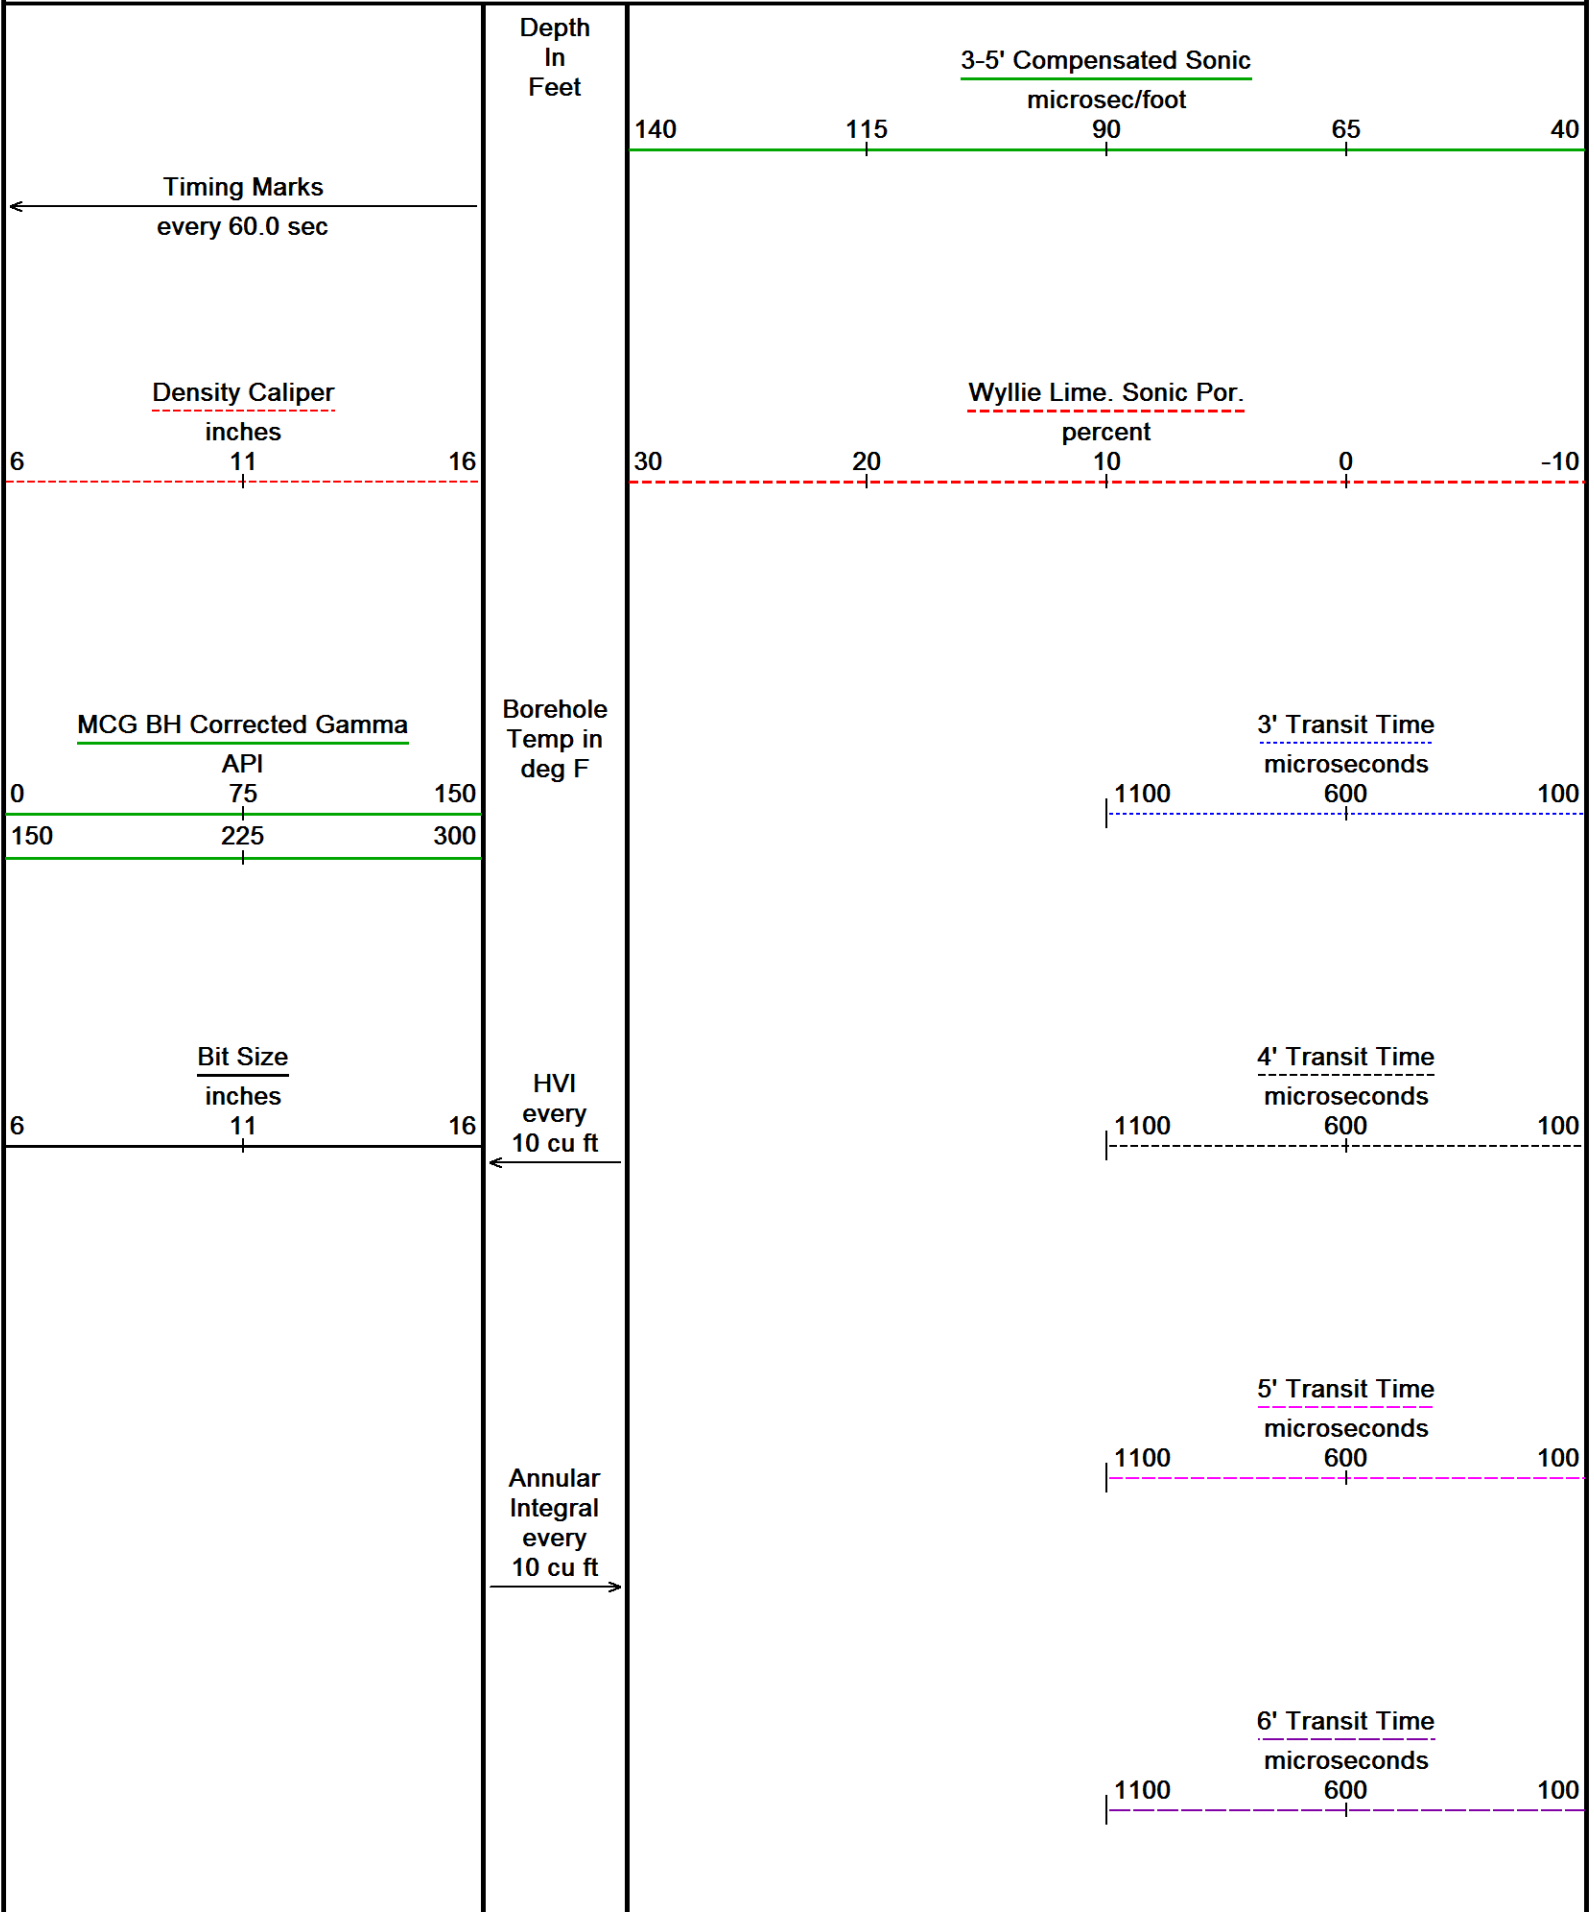 Depth
In
Feet
3-5' Compensated Sonic
microsec/foot
140 115 90 65 40
Timing Marks
every 60.0 sec
Density Caliper
inches
6 11 16
Wyllie Lime. Sonic Por.
percent
30 20 10 0 -10
MCG BH Corrected Gamma
API
0 75 150
150 225 300
Borehole
Temp in
deg F
3' Transit Time
microseconds
1100 600 100
Bit Size
inches
6 11 16
HVI
every
10 cu ft
4' Transit Time
microseconds
1100 600 100
5' Transit Time
microseconds
1100 600 100
Annular
Integral
every
10 cu ft
6' Transit Time
microseconds
1100 600 100